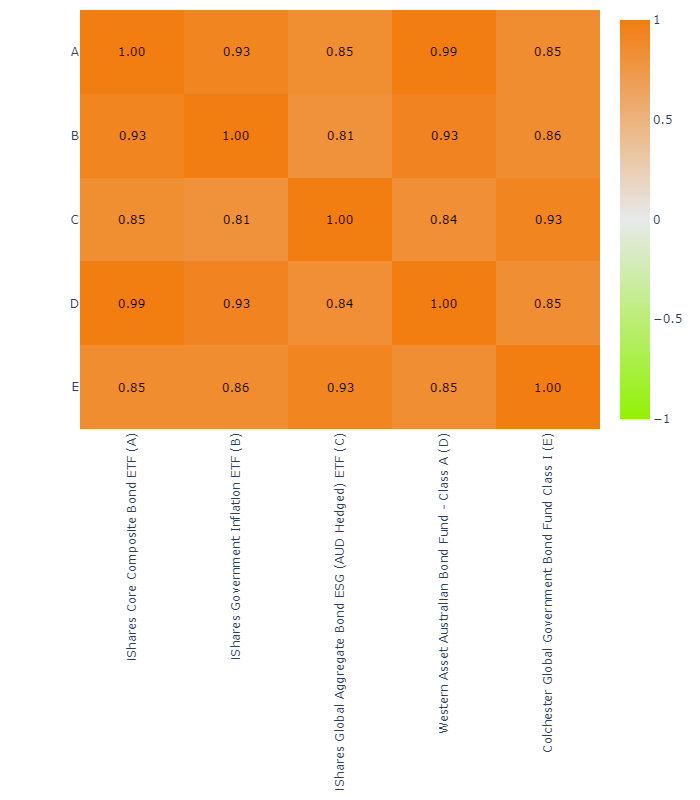 A 1.00 0.93 0.85 0.99 0.85
B 0.93 1.00 0.81 0.93 0.86
C 0.85 0.81 1.00 0.84 0.93
D 0.99 0.93 0.84 1.00 0.85
E 0.85 0.86 0.93 0.85 1.00
IShares Core Composite Bond ETF (A)
IShares Government Inflation ETF (B)
IShares Global Aggregate Bond ESG (AUD Hedged) ETF (C)
Western Asset Australian Bond Fund - Class A (D)
Colchester Global Government Bond Fund Class I (E)
1
0.5
0
−0.5
−1